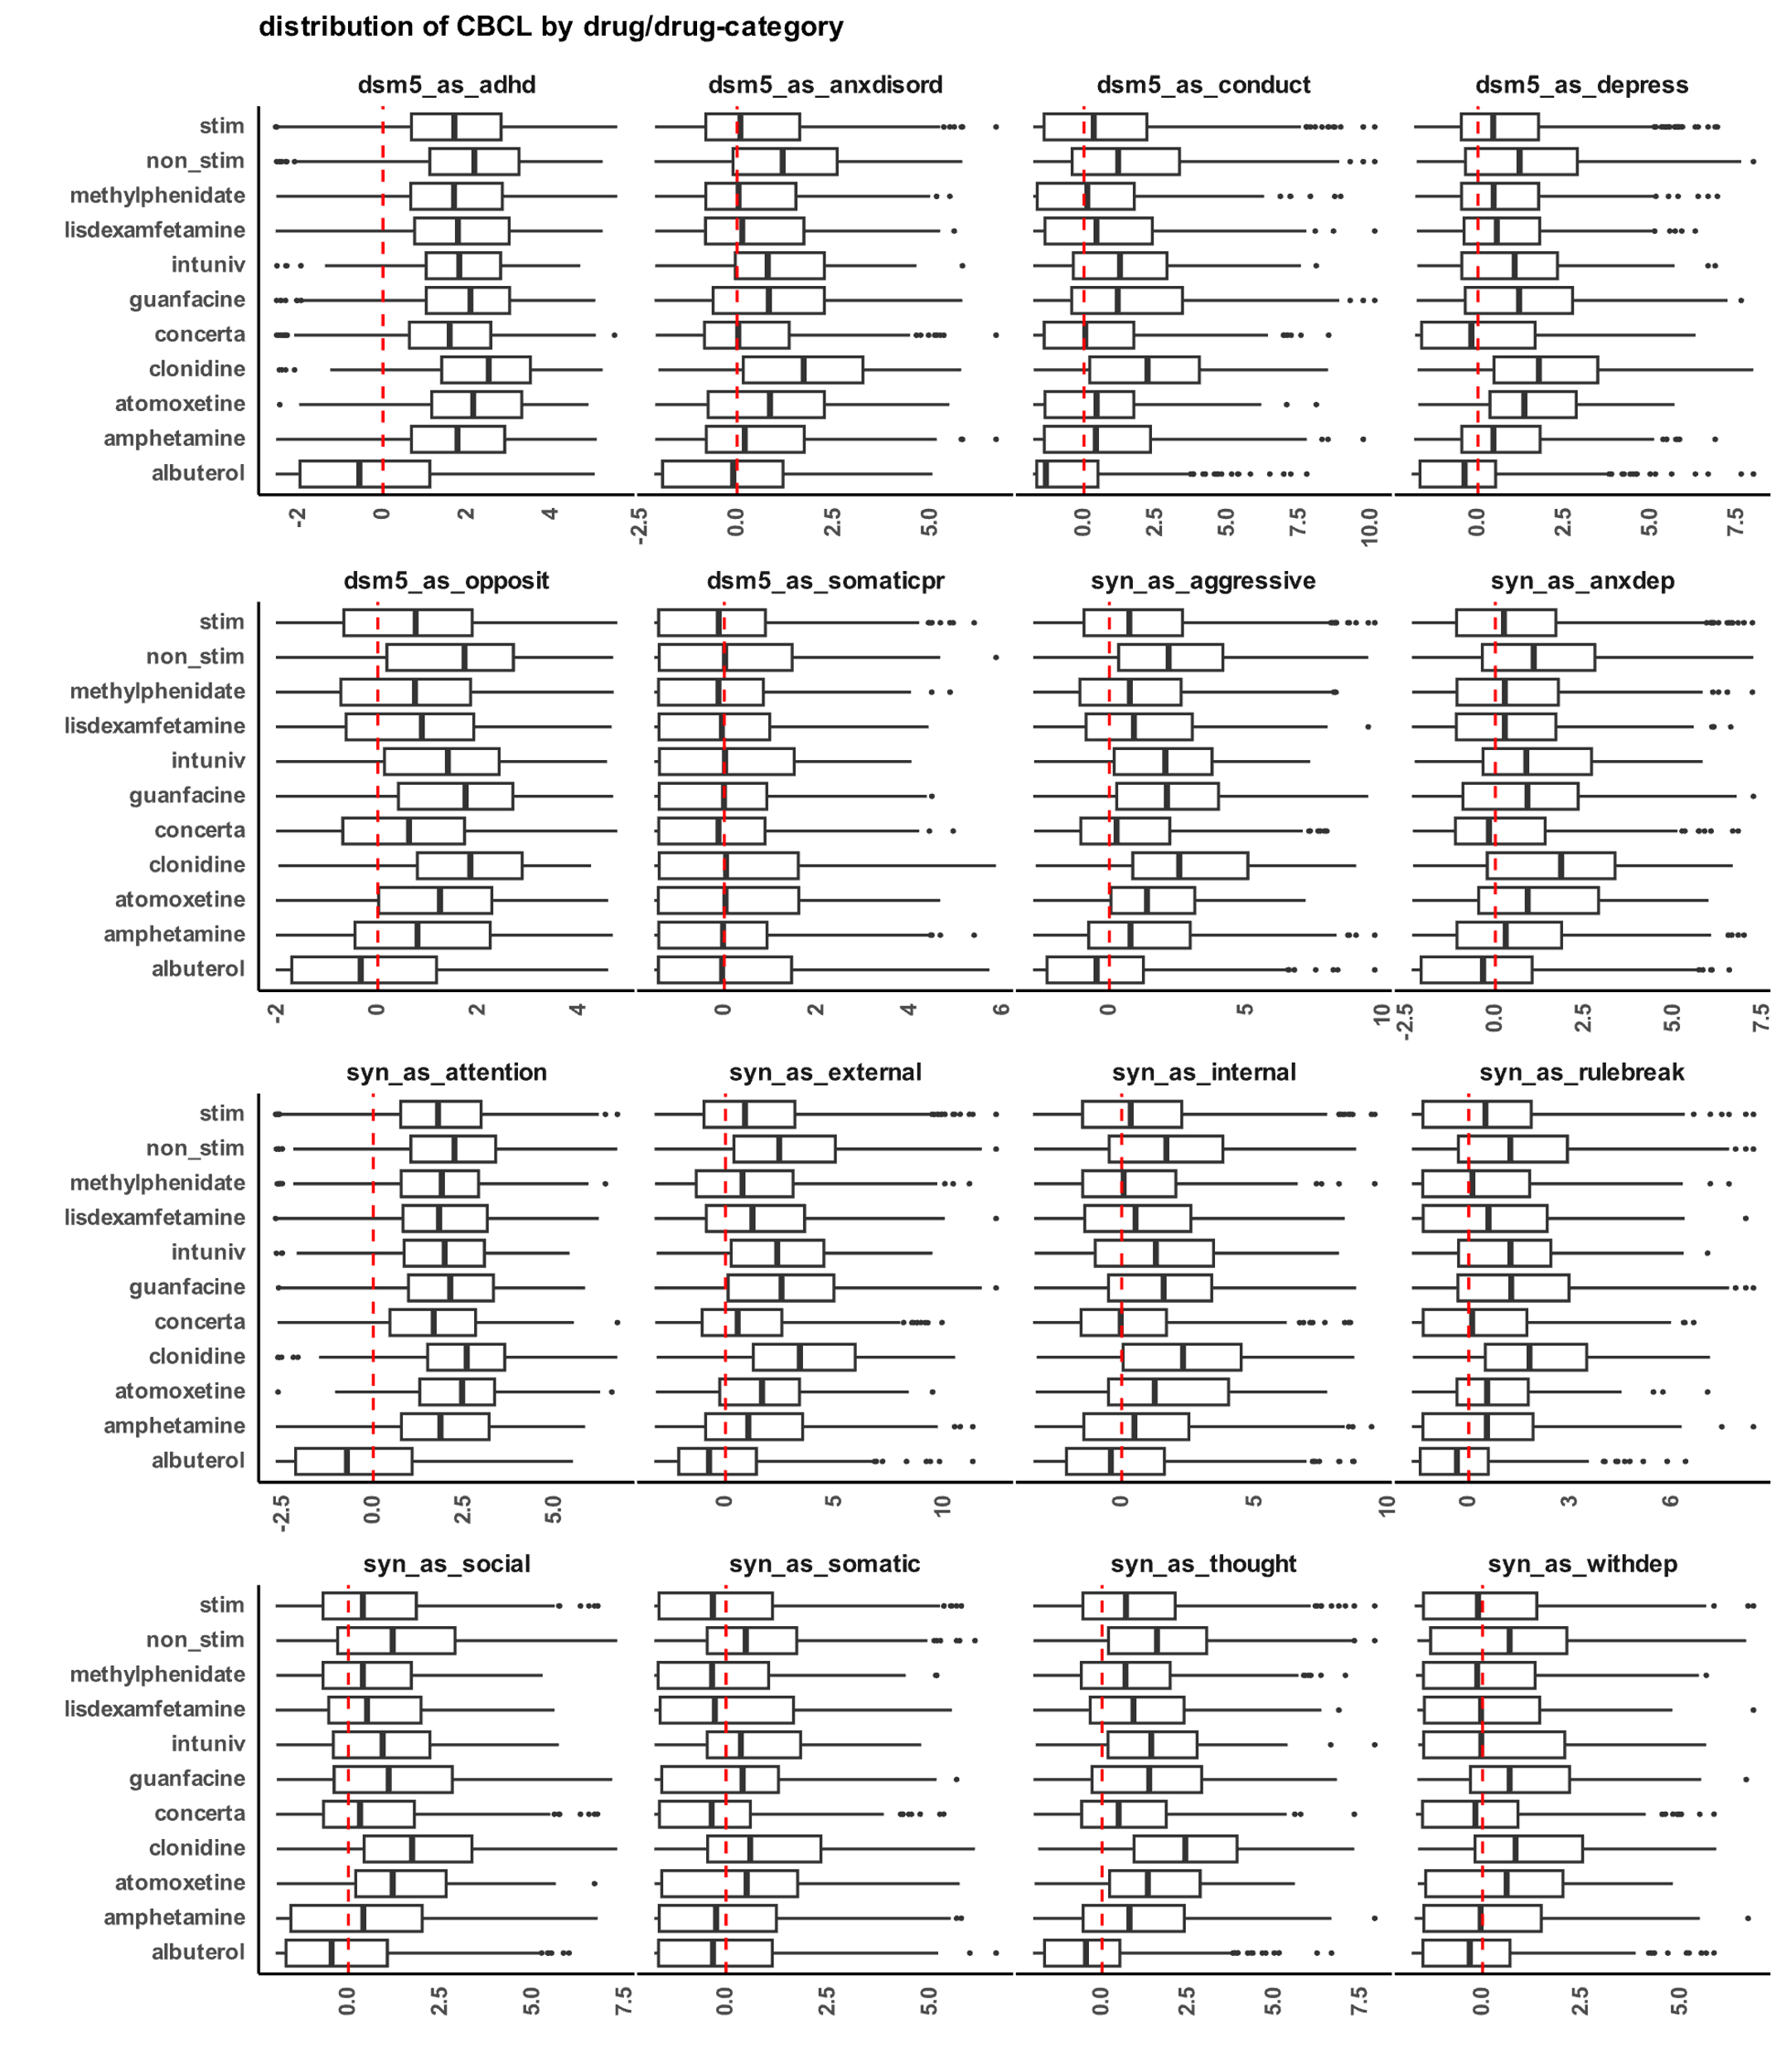 distribution of CBCL by drug/drug-category
dsm5_as_adhd dsm5_as_anxdisord dsm5_as_conduct dsm5_as_depress
stim
non_stim
methylphenidate
lisdexamfetamine
intuniv
guanfacine
concerta
clonidine
atomoxetine
amphetamine
albuterol
-2 0 2 4 -2.5 0.0 2.5 5.0 0.0 2.5 5.0 7.5 10.0 0.0 2.5 5.0 7.5
dsm5_as_opposit dsm5_as_somaticpr syn_as_aggressive syn_as_anxdep
stim
non_stim
methylphenidate
lisdexamfetamine
intuniv
guanfacine
concerta
clonidine
atomoxetine
amphetamine
albuterol
-2 0 2 4 0 2 4 6 0 5 10 -2.5 0.0 2.5 5.0 7.5
syn_as_attention syn_as_external syn_as_internal syn_as_rulebreak
stim
non_stim
methylphenidate
lisdexamfetamine
intuniv
guanfacine
concerta
clonidine
atomoxetine
amphetamine
albuterol
-2.5 0.0 2.5 5.0 0 5 10 0 5 10 0 3 6
syn_as_social syn_as_somatic syn_as_thought syn_as_withdep
stim
non_stim
methylphenidate
lisdexamfetamine
intuniv
guanfacine
concerta
clonidine
atomoxetine
amphetamine
albuterol
0.0 2.5 5.0 7.5 0.0 2.5 5.0 0.0 2.5 5.0 7.5 0.0 2.5 5.0